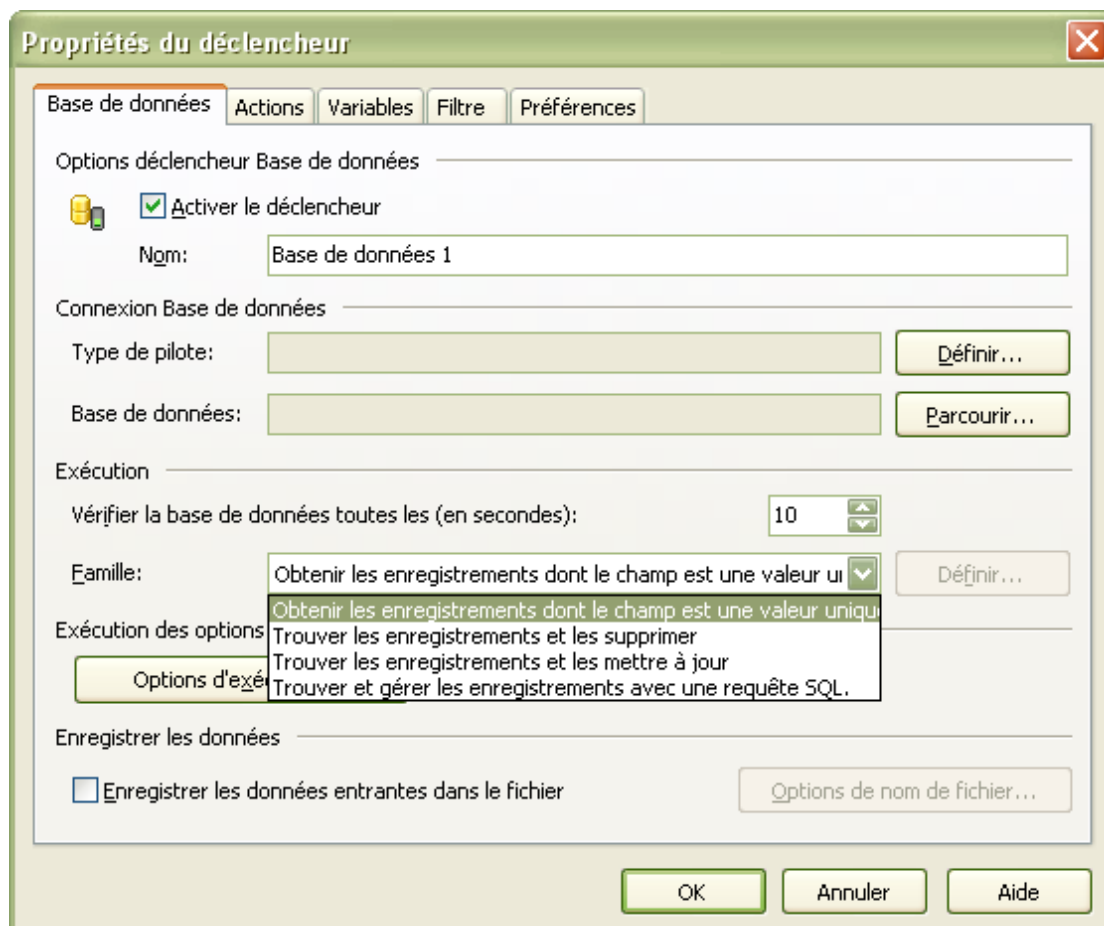 Propriétés du déclencheur
Base de données Actions Variables Filtre Préférences
Options déclencheur Base de données
Activer le déclencheur
Nom: Base de données 1
Connexion Base de données
Type de pilote: Définir...
Base de données: Parcourir...
Exécution
Vérifier la base de données toutes les (en secondes): 10
Famille: Obtenir les enregistrements dont le champ est une valeur Définir...
Obtenir les enregistrements dont le champ est une valeur unique
Exécution des options
Trouver les enregistrements et les supprimer
Trouver les enregistrements et les mettre à jour
Options d'exé
Trouver et gérer les enregistrements avec une requête SQL.
Enregistrer les données
Enregistrer les données entrantes dans le fichier Options de nom de fichier...
OK Annuler Aide